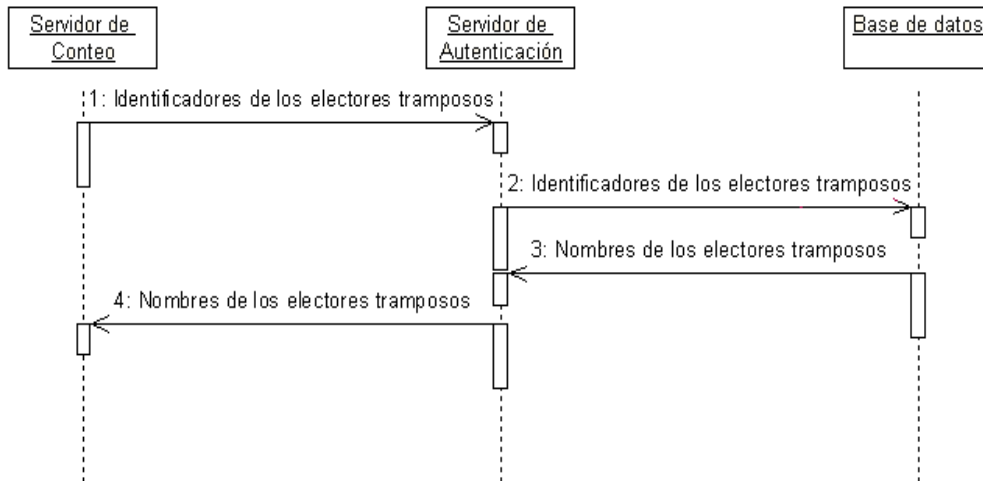 Servidor de
Conteo
Servidor de
Autenticación
Base de datos
1: Identificadores de los electores tramposos
2: Identificadores de los electores tramposos
3: Nombres de los electores tramposos
4: Nombres de los electores tramposos